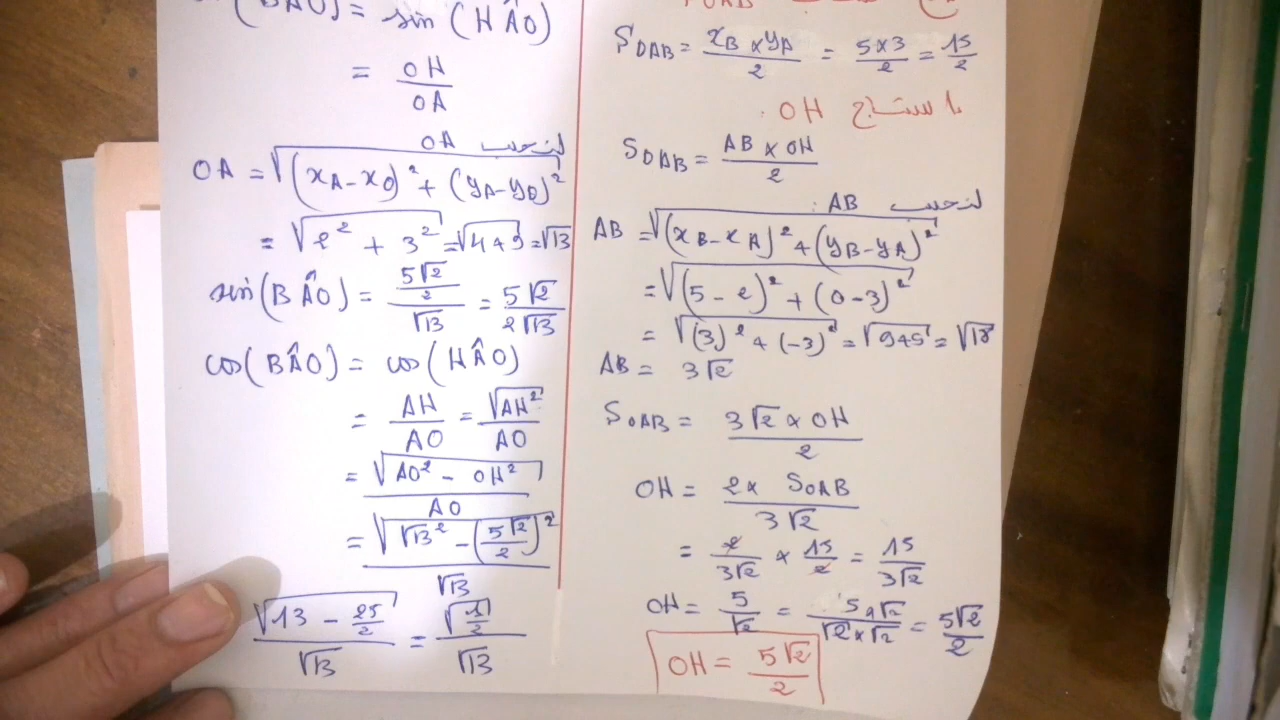 (BÂO) = sin (HÂO)
= OH/OA
لنحسب OA
OA = √((xA-xO)² + (yA-yO)²)
= √(2² + 3²) = √(4+9) = √13
sin(BÂO) = (5√2/2)/√13 = 5√2/2√13
cos(BÂO) = cos(HÂO)
= AH/AO = √AH²/AO
= √(AO² - OH²)/AO
= √(√13² - (5√2/2)²)/√13
√(13 - 25/2)/√13 = √(1/2)/√13
SOAB = (xB × yA)/2 = (5×3)/2 = 15/2
استنتاج OH
SOAB = (AB × OH)/2
لنحسب AB :
AB = √((xB-xA)² + (yB-yA)²)
= √((5-2)² + (0-3)²)
= √((3)² + (-3)²) = √(9+9) = √18
AB = 3√2
SOAB = (3√2 × OH)/2
OH = (2× SOAB)/3√2
= 2/3√2 × 15/2 = 15/3√2
OH = 5/√2 = (5×√2)/(√2×√2) = 5√2/2
OH = 5√2/2